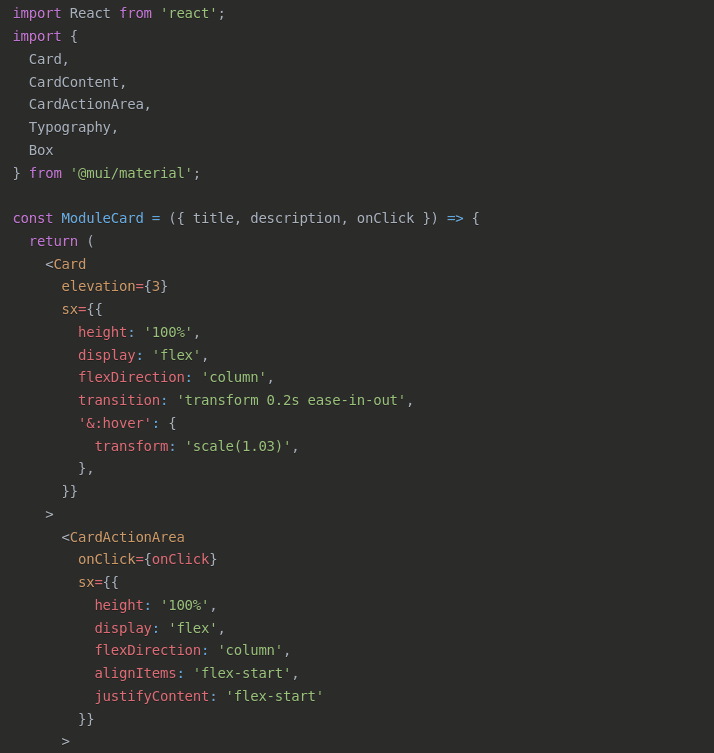 import React from 'react';
import {
  Card,
  CardContent,
  CardActionArea,
  Typography,
  Box
} from '@mui/material';

const ModuleCard = ({ title, description, onClick }) => {
  return (
    <Card
      elevation={3}
      sx={{
        height: '100%',
        display: 'flex',
        flexDirection: 'column',
        transition: 'transform 0.2s ease-in-out',
        '&:hover': {
          transform: 'scale(1.03)',
        },
      }}
    >
      <CardActionArea
        onClick={onClick}
        sx={{
          height: '100%',
          display: 'flex',
          flexDirection: 'column',
          alignItems: 'flex-start',
          justifyContent: 'flex-start'
        }}
      >